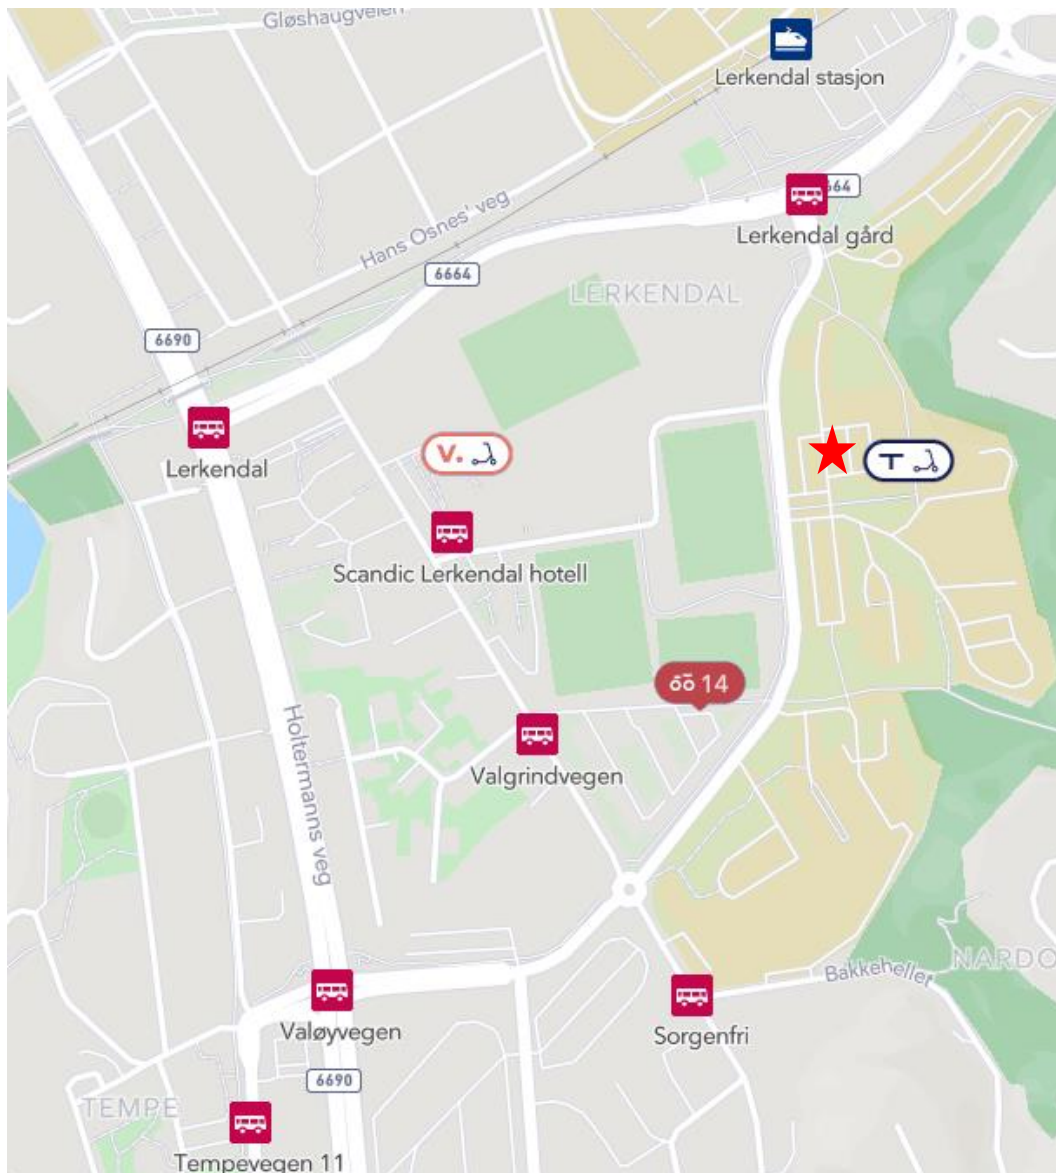 Gløshaugveien
Lerkendal stasjon
664
Lerkendal gård
Hans Osnes' veg
6664
LERKENDAL
6690
Lerkendal
V.
T
Scandic Lerkendal hotell
14
Valgrindvegen
Holtermanns veg
NARDO
Bakkehellet
Valøyvegen
Sorgenfri
6690
TEMPE
Tempevegen 11